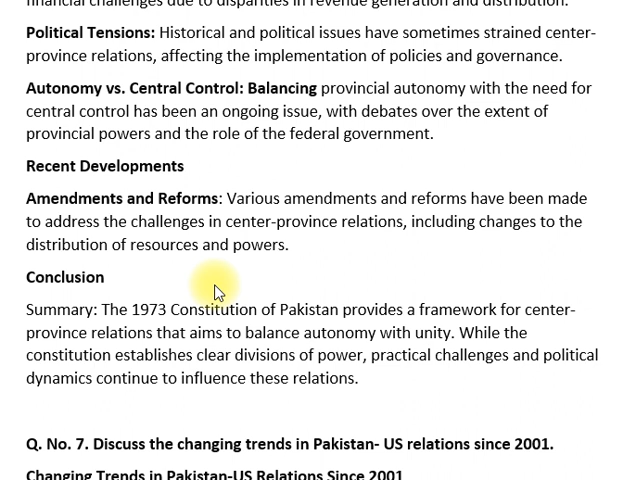 financial challenges due to disparities in revenue generation and distribution.
Political Tensions: Historical and political issues have sometimes strained center-
province relations, affecting the implementation of policies and governance.
Autonomy vs. Central Control: Balancing provincial autonomy with the need for
central control has been an ongoing issue, with debates over the extent of
provincial powers and the role of the federal government.
Recent Developments
Amendments and Reforms: Various amendments and reforms have been made
to address the challenges in center-province relations, including changes to the
distribution of resources and powers.
Conclusion
Summary: The 1973 Constitution of Pakistan provides a framework for center-
province relations that aims to balance autonomy with unity. While the
constitution establishes clear divisions of power, practical challenges and political
dynamics continue to influence these relations.
Q. No. 7. Discuss the changing trends in Pakistan- US relations since 2001.
Changing Trends in Pakistan-US Relations Since 2001